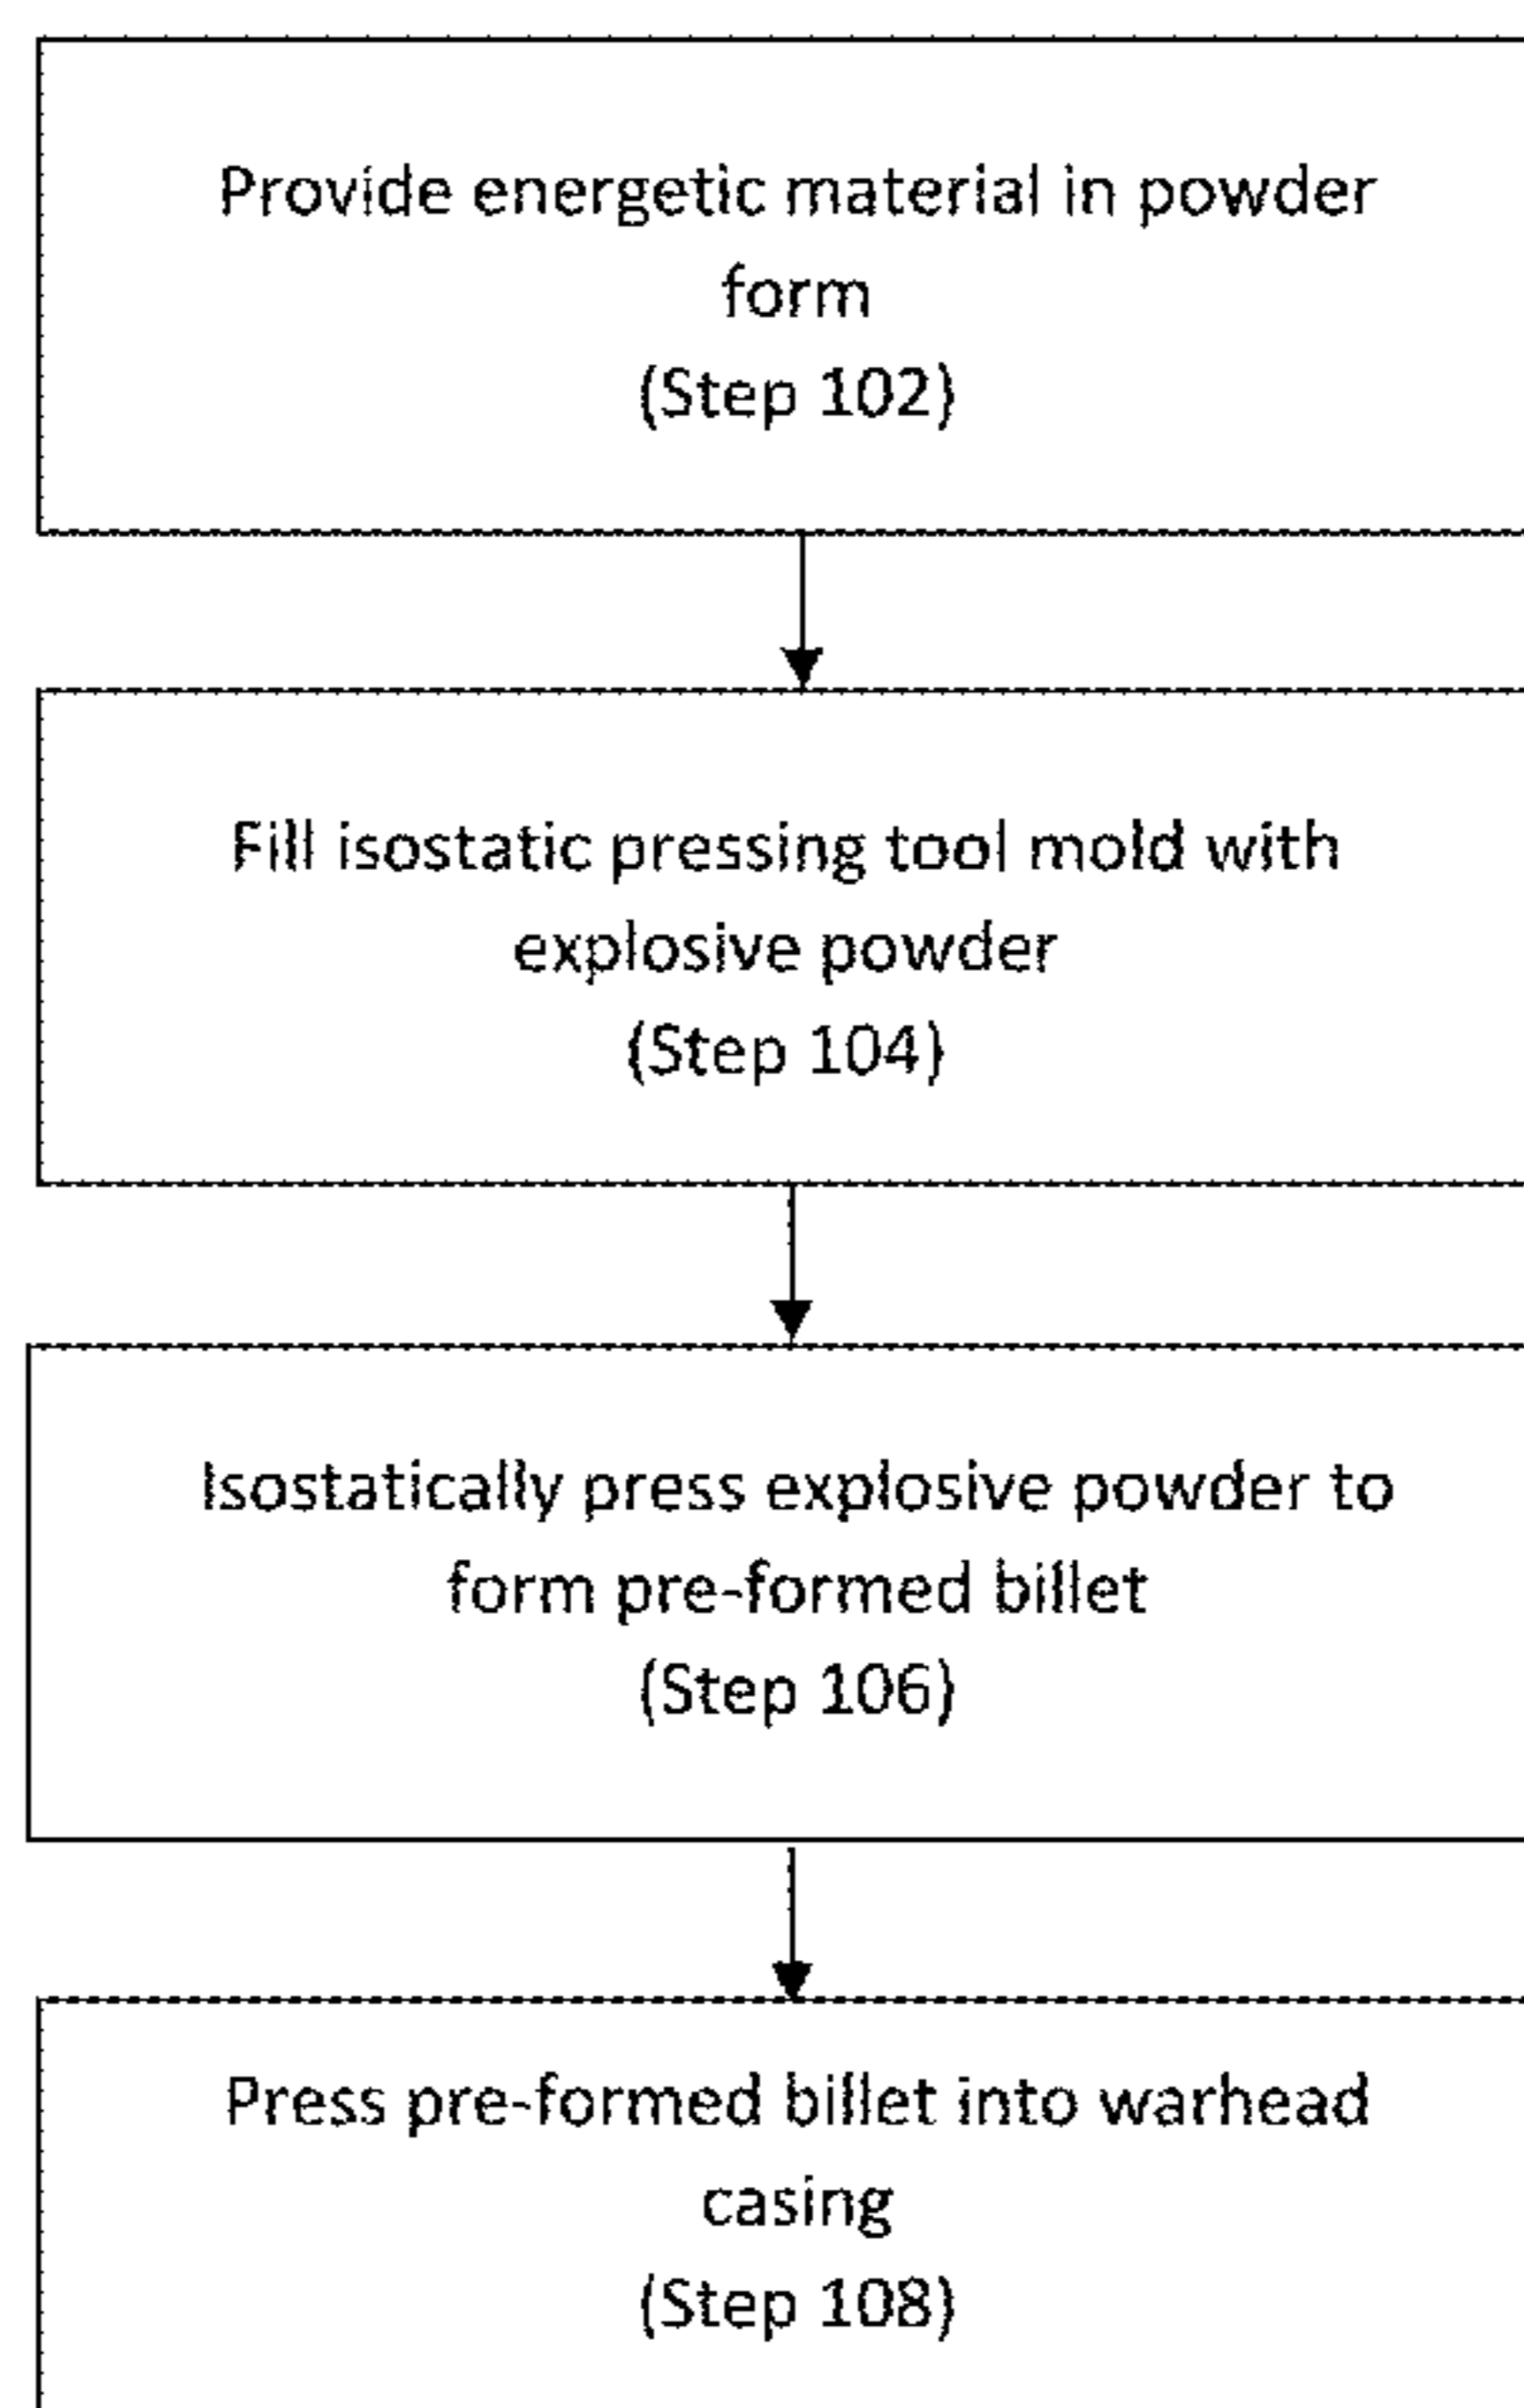 Provide energetic material in powder
form
(Step 102)
Fill isostatic pressing tool mold with
explosive powder
(Step 104)
Isostatically press explosive powder to
form pre-formed billet
(Step 106)
Press pre-formed billet into warhead
casing
(Step 108)